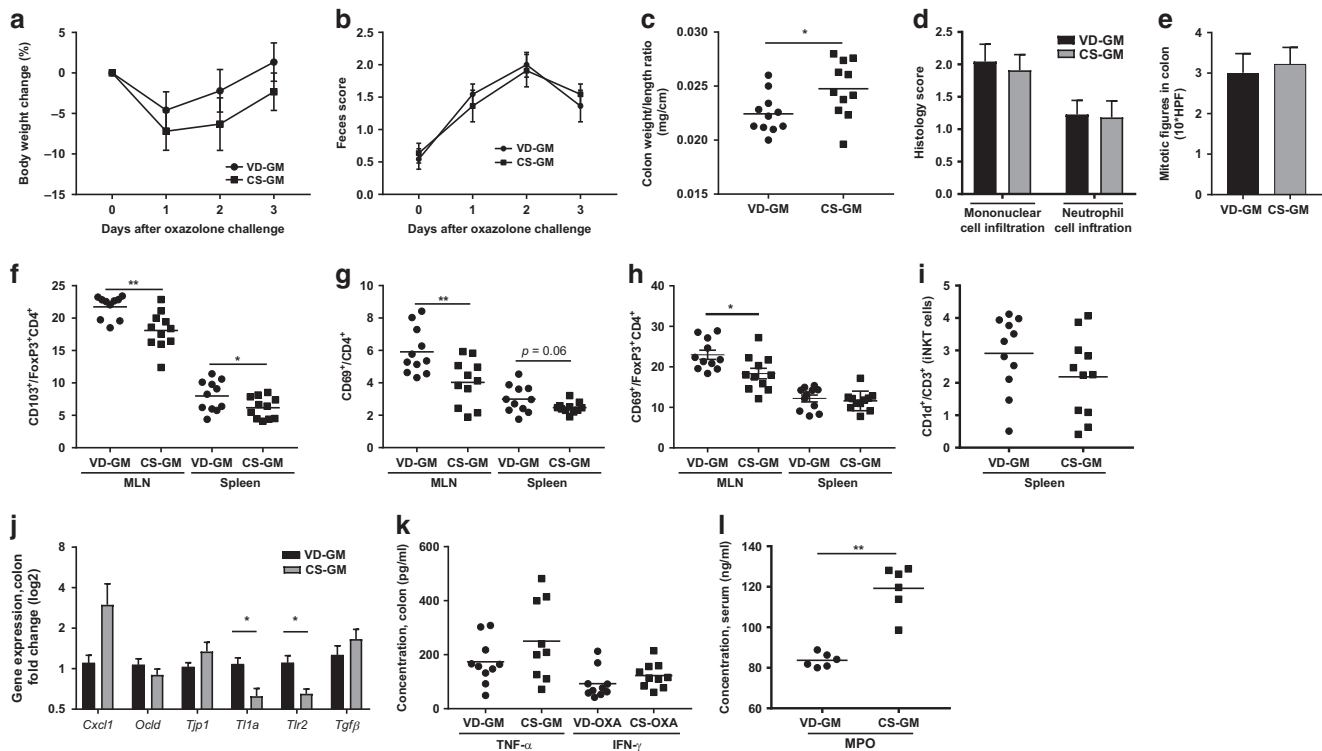 a
Body weight change (%)
5
0
–5
–10
–15
VD-GM
CS-GM
0 1 2 3
Days after oxazolone challenge
b
Feces score
2.5
2.0
1.5
1.0
0.5
0.0
VD-GM
CS-GM
0 1 2 3
Days after oxazolone challenge
c
Colon weight/length ratio
(mg/cm)
0.030
0.025
0.020
0.015
*
VD-GM CS-GM
d
Histology score
2.5
2.0
1.5
1.0
0.5
0.0
VD-GM
CS-GM
Mononuclear
cell infiltration
Neutrophil
cell inftration
e
Mitotic figures in colon
(10*HPF)
4
3
2
1
0
VD-GM CS-GM
f
CD103+/FoxP3+CD4+
25
20
15
10
5
0
**
*
VD-GM CS-GM VD-GM CS-GM
MLN Spleen
g
CD69+/CD4+
10
8
6
4
2
0
**
p = 0.06
VD-GM CS-GM VD-GM CS-GM
MLN Spleen
h
CD69+/FoxP3+CD4+
40
30
20
10
0
*
VD-GM CS-GM VD-GM CS-GM
MLN Spleen
i
CD1d+/CD3+ (iNKT cells)
5
4
3
2
1
0
VD-GM CS-GM
Spleen
j
Gene expression,colon
fold change (log2)
8
4
2
1
0.5
VD-GM
CS-GM
* *
Cxcl1 Ocld Tjp1 Tl1a Tlr2 Tgfβ
k
Concentration, colon (pg/ml)
600
400
200
0
VD-GM CS-GM VD-OXA CS-OXA
TNF-α IFN-γ
l
Concentration, serum (ng/ml)
140
120
100
80
60
**
VD-GM CS-GM
MPO